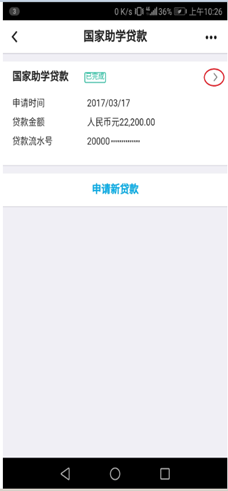 3 0 K/s 36% 上午10:26
国家助学贷款
国家助学贷款 已完成
申请时间 2017/03/17
贷款金额 人民币元22,200.00
贷款流水号 20000
申请新贷款